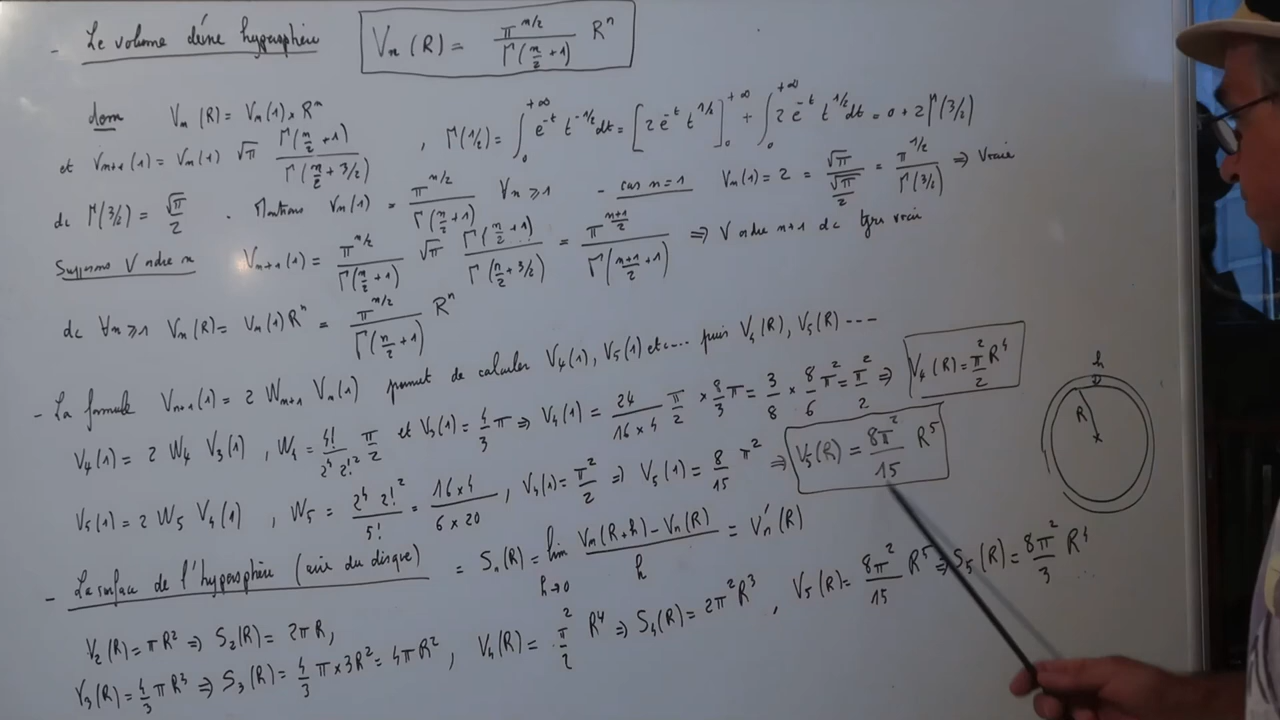 - Le volume d'une hypersphère   Vn(R) = π^(n/2) / Γ(n/2 + 1) R^n
donc Vn(R) = Vn(1) × R^n
et Vn+1(1) = Vn(1) √π Γ(n/2 + 1) / Γ(n/2 + 3/2) , Γ(1/2) = ∫₀^{+∞} e^{-t} t^{-1/2} dt = [2 e^{-t} t^{1/2}]₀^{+∞} + ∫₀^{+∞} 2 e^{-t} t^{1/2} dt = 0 + 2 Γ(3/2)
dc Γ(3/2) = √π / 2 . Montrons Vn(1) = π^(n/2) / Γ(n/2 + 1) ∀n ≥ 1 - cas n = 1 Vn(1) = 2 = √π / (√π / 2) = π^(1/2) / Γ(3/2) ⇒ vraie
Supposons V ordre n Vn+1(1) = π^(n/2) / Γ(n/2 + 1) √π Γ(n/2 + 1) / Γ(n/2 + 3/2) = π^((n+1)/2) / Γ((n+1)/2 + 1) ⇒ V ordre n+1 dc tjrs vrai
dc ∀n ≥ 1 Vn(R) = Vn(1) R^n = π^(n/2) / Γ(n/2 + 1) R^n
- La formule Vn+1(1) = 2 Wn+1 Vn(1) permet de calculer V4(1), V5(1) etc.... puis V4(R), V5(R) ----
V4(1) = 2 W4 V3(1) , W4 = 4! / (2^4 2!^2) π/2 et V3(1) = 4/3 π ⇒ V4(1) = 24 / (16×4) π/2 × 8/3 π = 3/8 × 8/6 π² = π²/2 ⇒ V4(R) = π²/2 R^4
V5(1) = 2 W5 V4(1) , W5 = 2^4 2!^2 / 5! = 16×4 / (6×20) , V4(1) = π²/2 ⇒ V5(1) = 8/15 π² ⇒ V5(R) = 8π²/15 R^5
h
R
- La surface de l'hypersphère (aire du disque) = Sn(R) = lim h→0 (Vn(R+h) - Vn(R)) / h = V'n(R)
V2(R) = πR² ⇒ S2(R) = 2πR,
V3(R) = 4/3 πR³ ⇒ S3(R) = 4/3 π × 3R² = 4πR² , V4(R) = π²/2 R^4 ⇒ S4(R) = 2π²R³ , V5(R) = 8π²/15 R^5 ⇒ S5(R) = 8π²/3 R^4